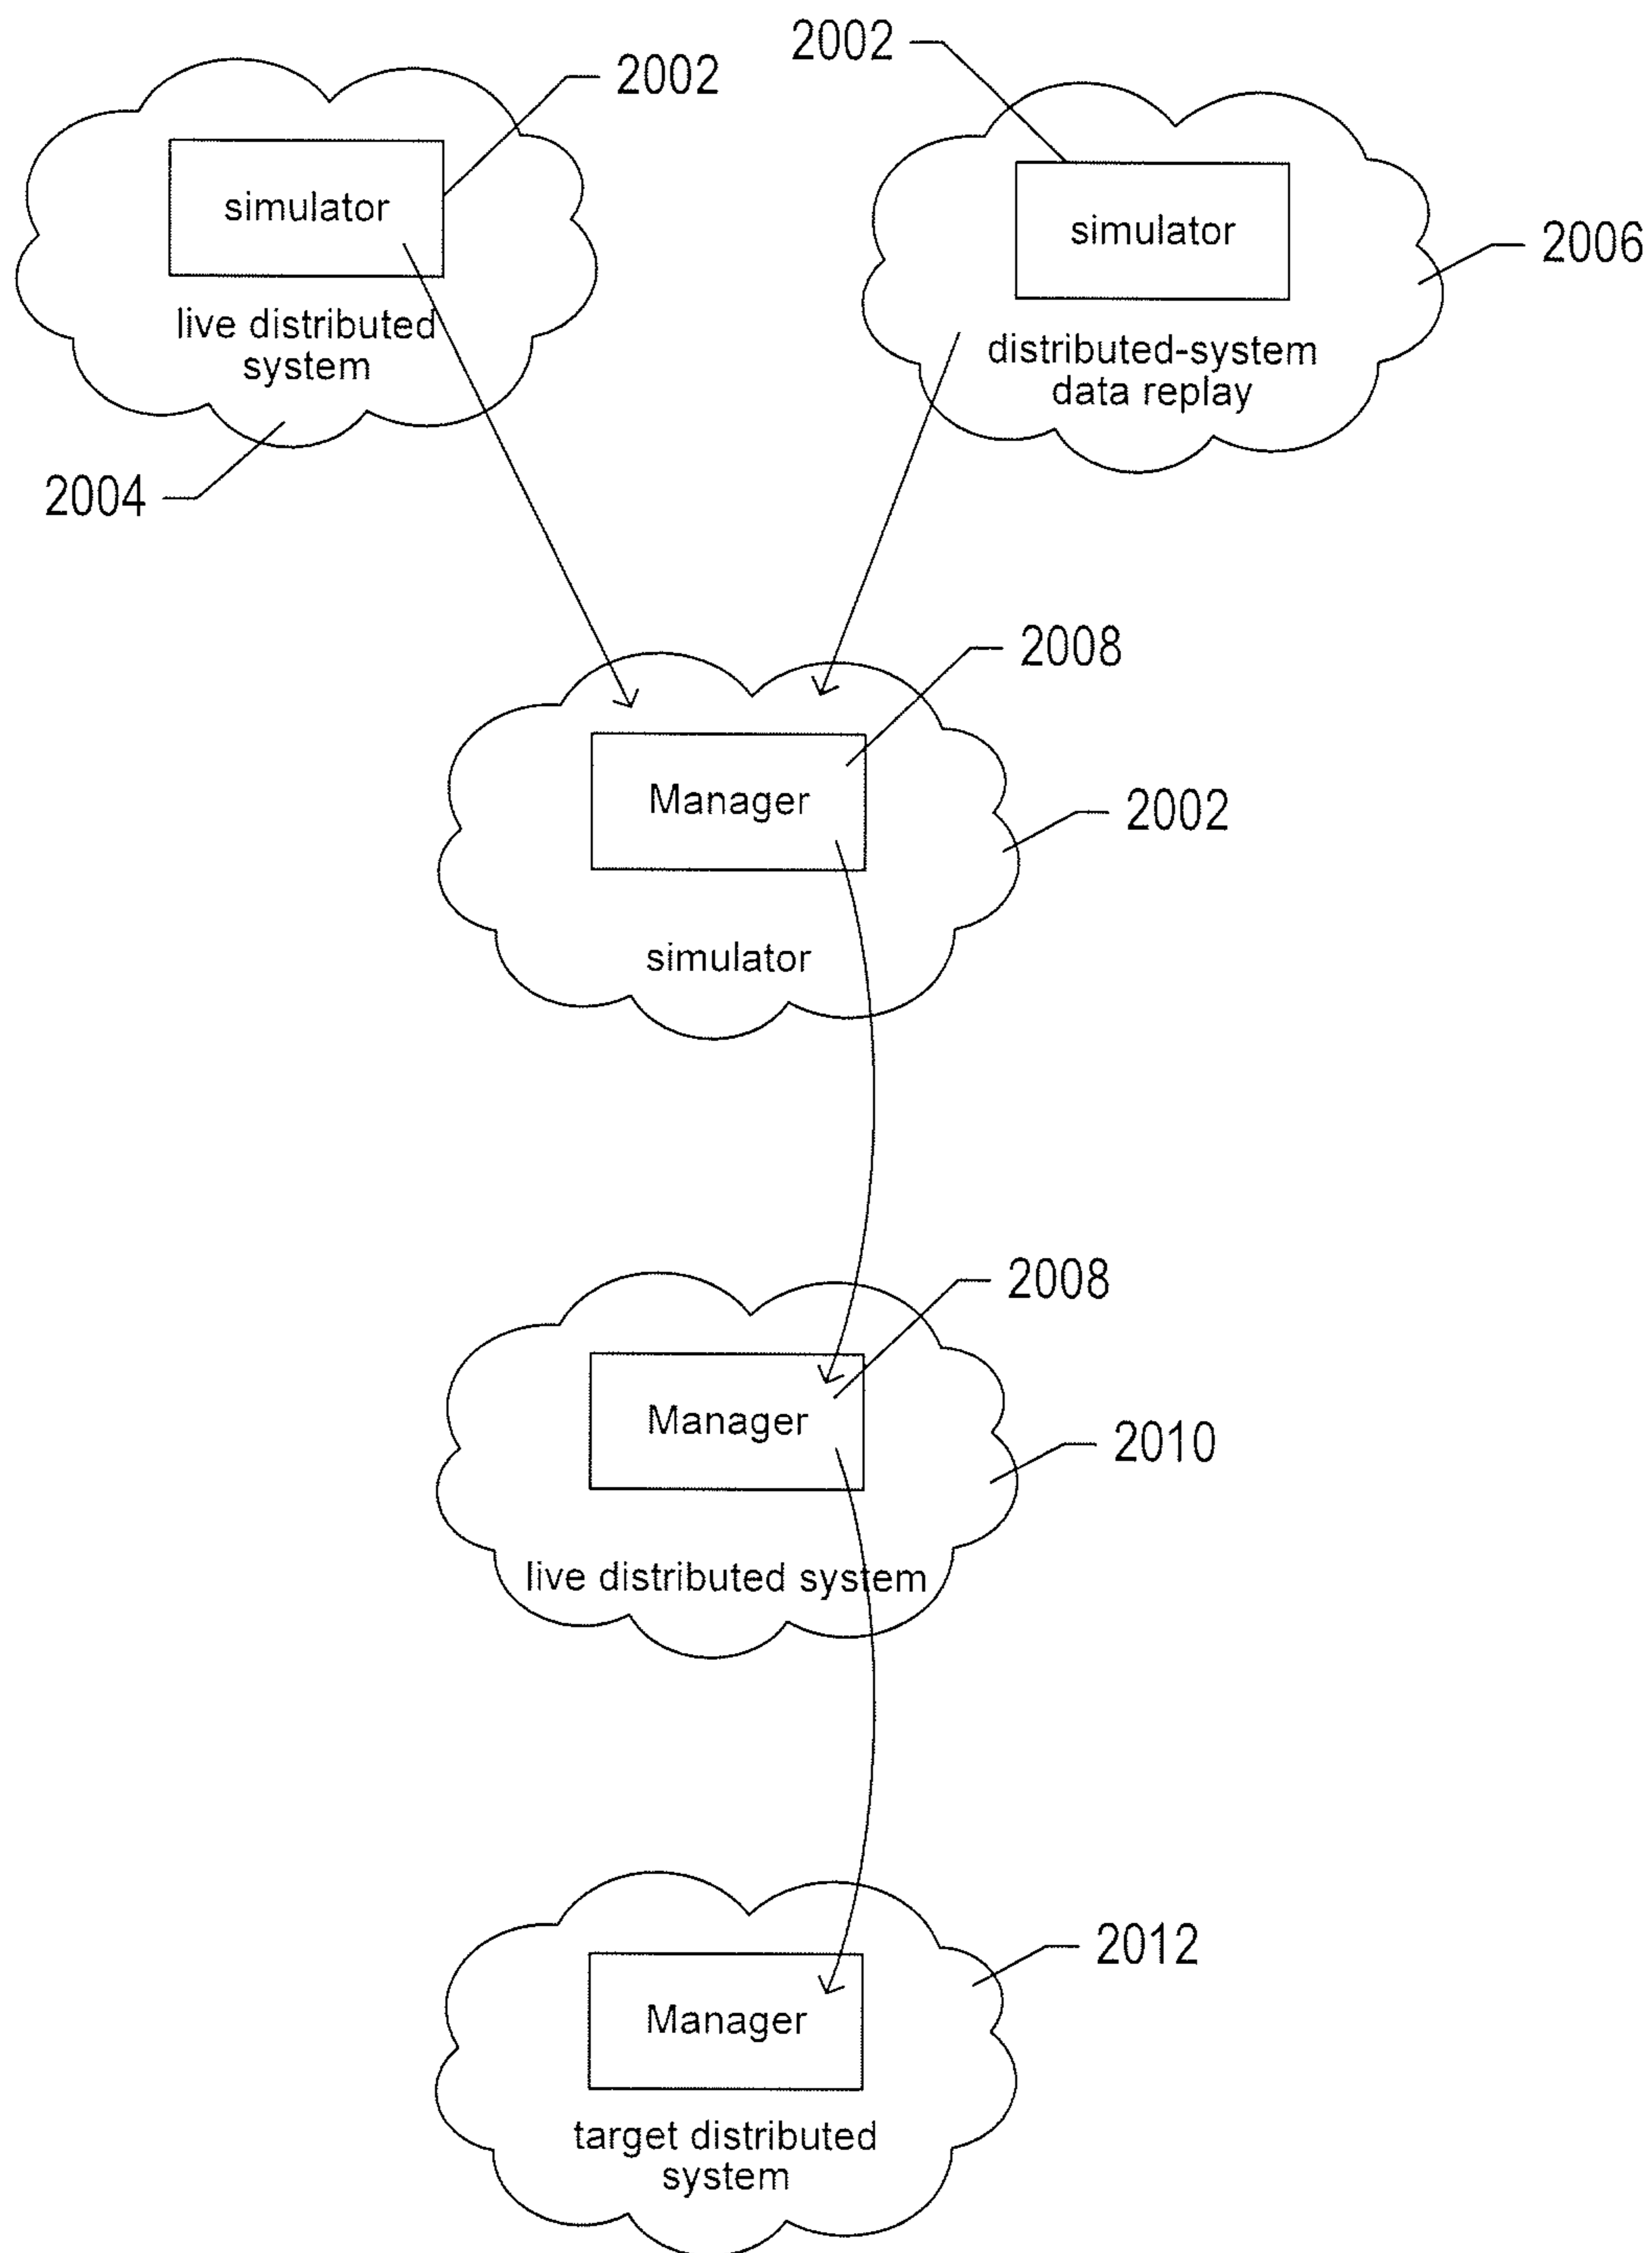 2002
2002
simulator
simulator
2006
live distributed
system
distributed-system
data replay
2004
2008
Manager
2002
simulator
2008
Manager
2010
live distributed system
2012
Manager
target distributed
system